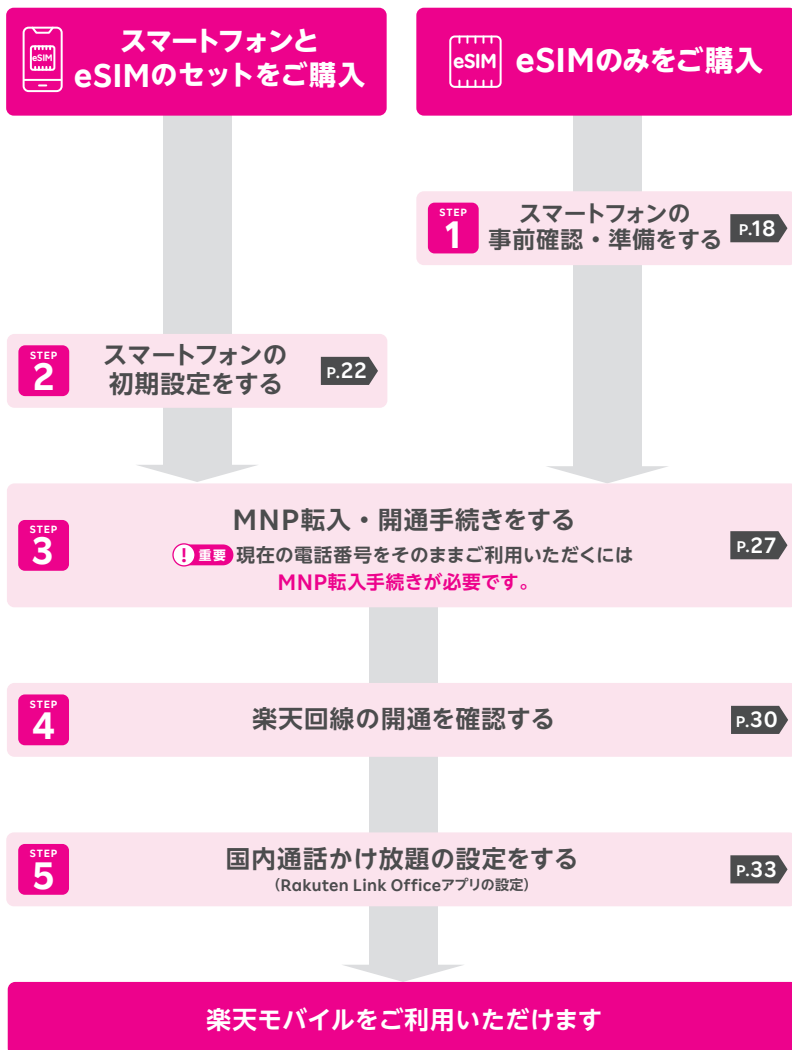 eSIM
スマートフォンと
eSIMのセットをご購入
eSIM
eSIMのみをご購入
STEP
1
スマートフォンの
事前確認・準備をする
P.18
STEP
2
スマートフォンの
初期設定をする
P.22
STEP
3
MNP転入・開通手続きをする
! 重要 現在の電話番号をそのままご利用いただくには
MNP転入手続きが必要です。
P.27
STEP
4
楽天回線の開通を確認する
P.30
STEP
5
国内通話かけ放題の設定をする
(Rakuten Link Officeアプリの設定)
P.33
楽天モバイルをご利用いただけます